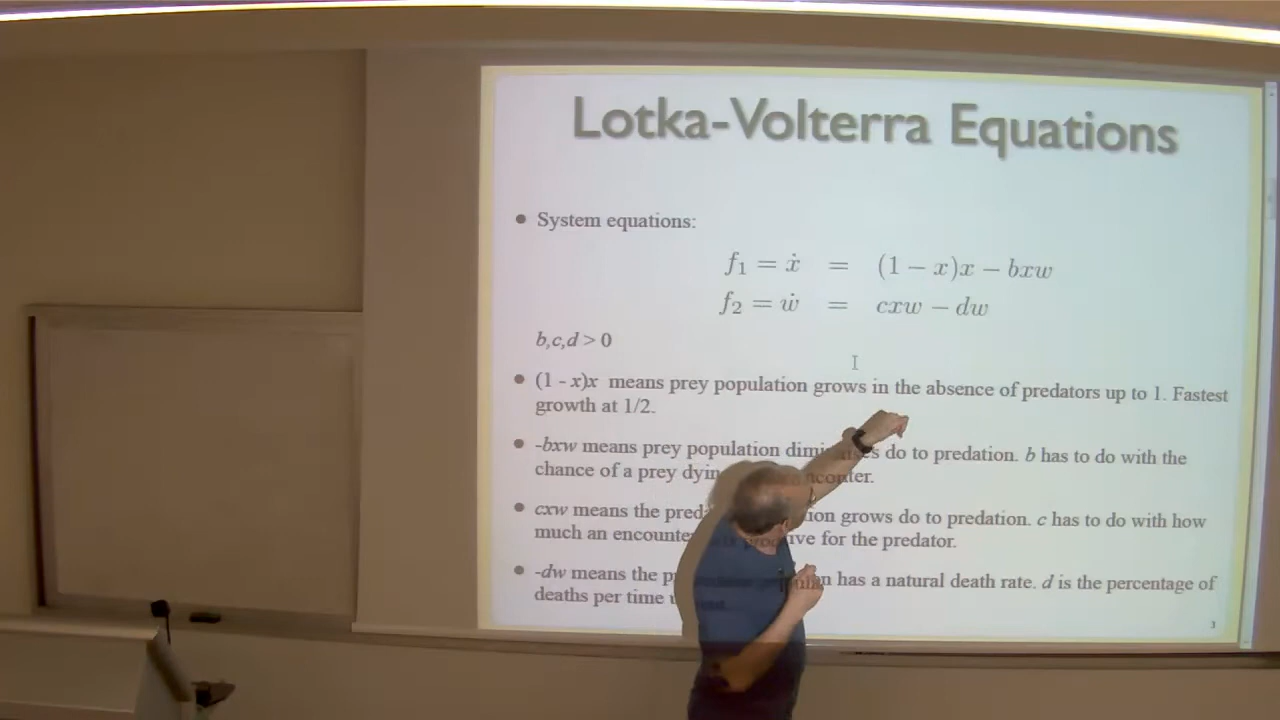 Lotka-Volterra Equations
• System equations:
f₁ = ẋ = (1 − x)x − bxw
f₂ = ẇ = cxw − dw
b,c,d > 0
• (1 - x)x means prey population grows in the absence of predators up to 1. Fastest
growth at 1/2.
• -bxw means prey population do to predation. b has to do with the
chance of a prey
• cxw means the grows do to predation. c has to do with how
much an for the predator.
• -dw means the has a natural death rate. d is the percentage of
deaths per time
3